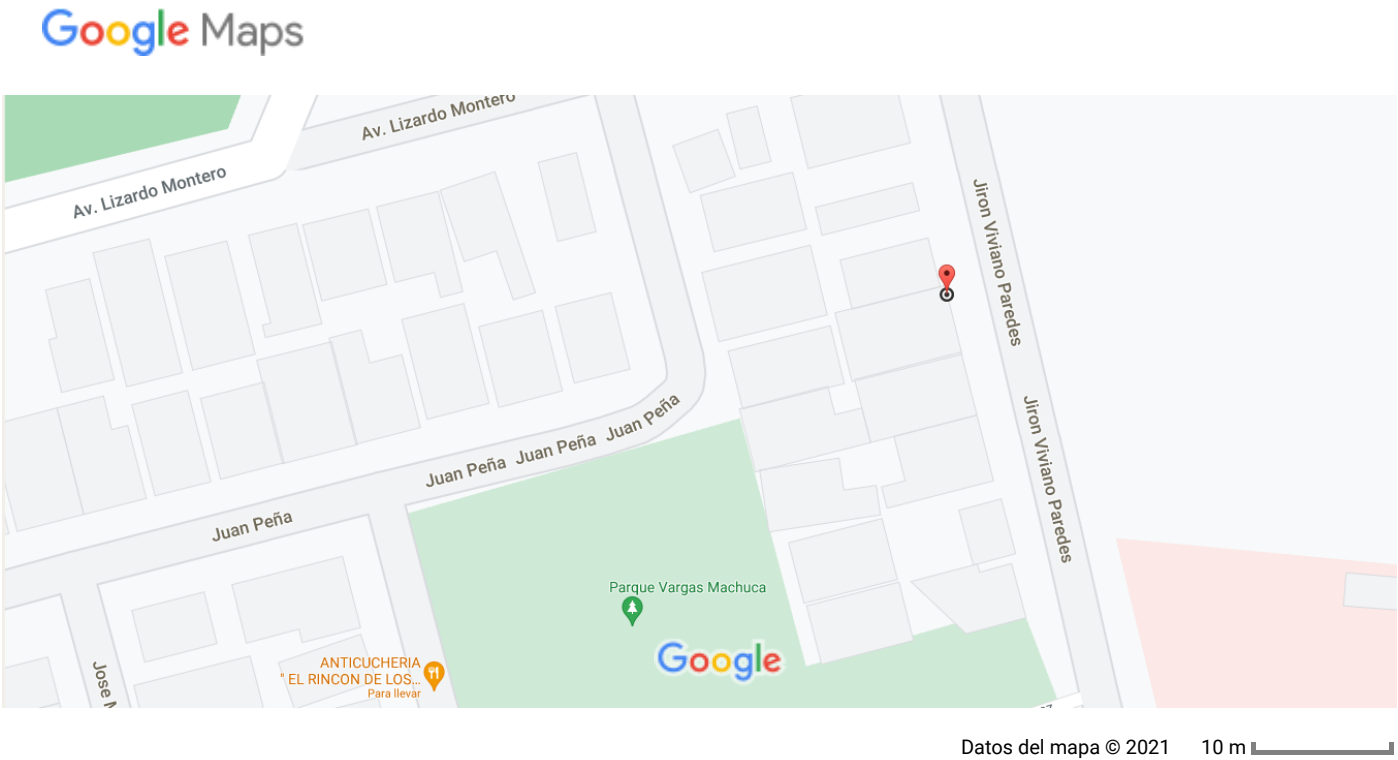 Google Maps
Av. Lizardo Montero
Av. Lizardo Montero
Jiron Viviano Paredes
Jiron Viviano Paredes
Juan Peña
Juan Peña
Juan Peña
Juan Peña
Parque Vargas Machuca
Google
ANTICUCHERIA
" EL RINCON DE LOS...
Para llevar
Jose
Datos del mapa © 2021
10 m